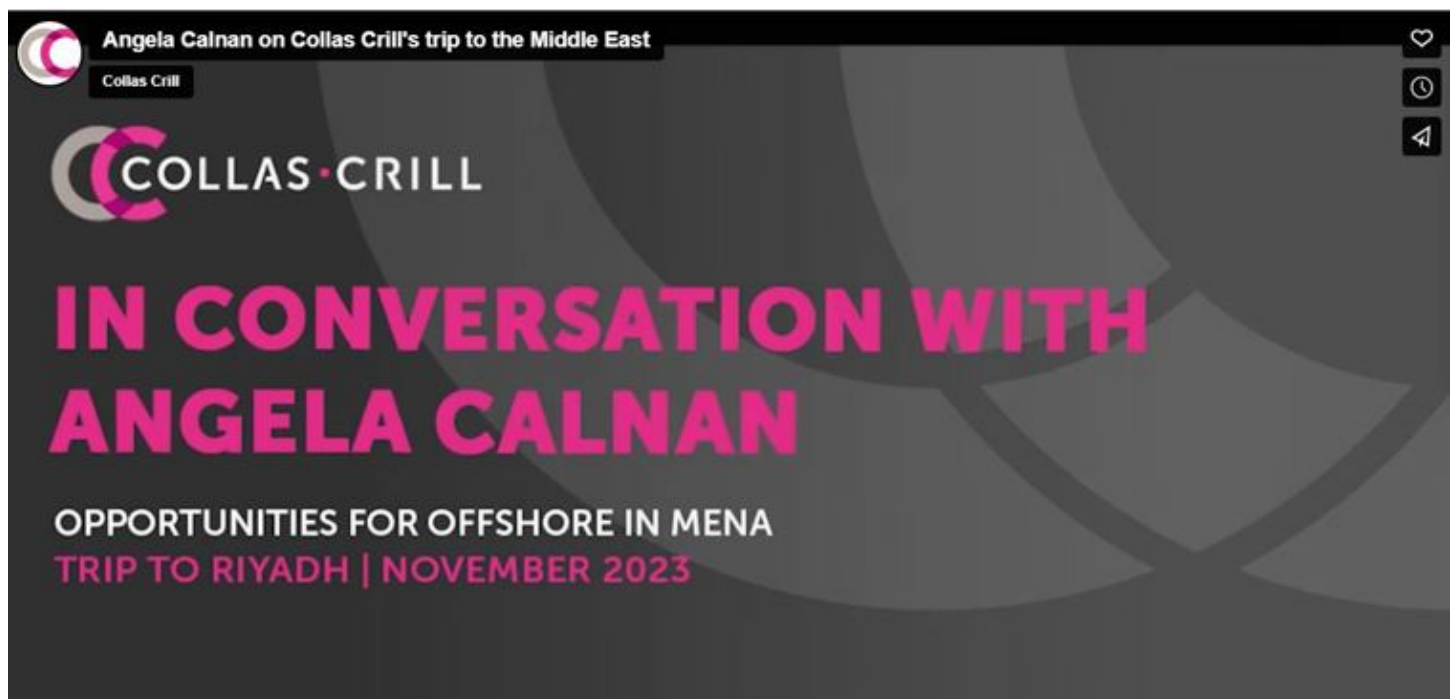 Angela Calnan on Collas Crill's trip to the Middle East
Collas Crill
COLLAS·CRILL
IN CONVERSATION WITH
ANGELA CALNAN
OPPORTUNITIES FOR OFFSHORE IN MENA
TRIP TO RIYADH | NOVEMBER 2023